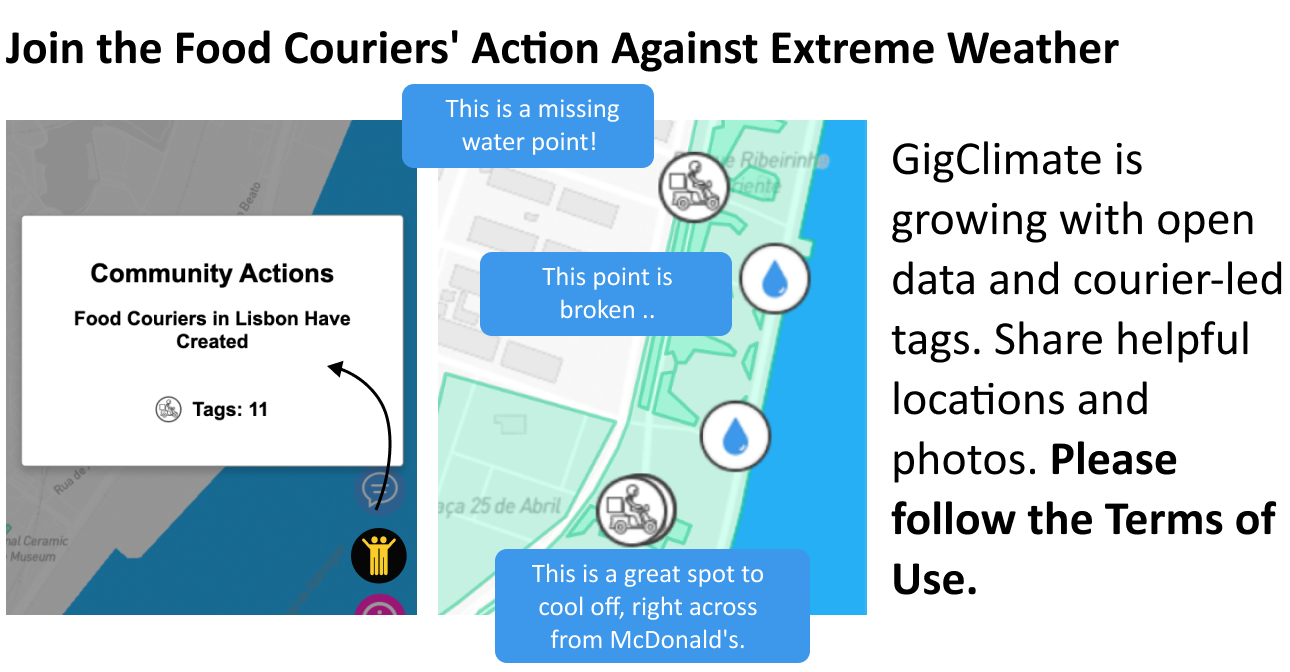 Join the Food Couriers' Action Against Extreme Weather
This is a missing
water point!
Beato
Community Actions
Food Couriers in Lisbon Have
Created
Tags: 11
Rua de
nal Ceramic
Museum
Ribeirinho
riente
This point is
broken ..
aça 25 de Abril
This is a great spot to
cool off, right across
from McDonald's.
GigClimate is
growing with open
data and courier-led
tags. Share helpful
locations and
photos. Please
follow the Terms of
Use.